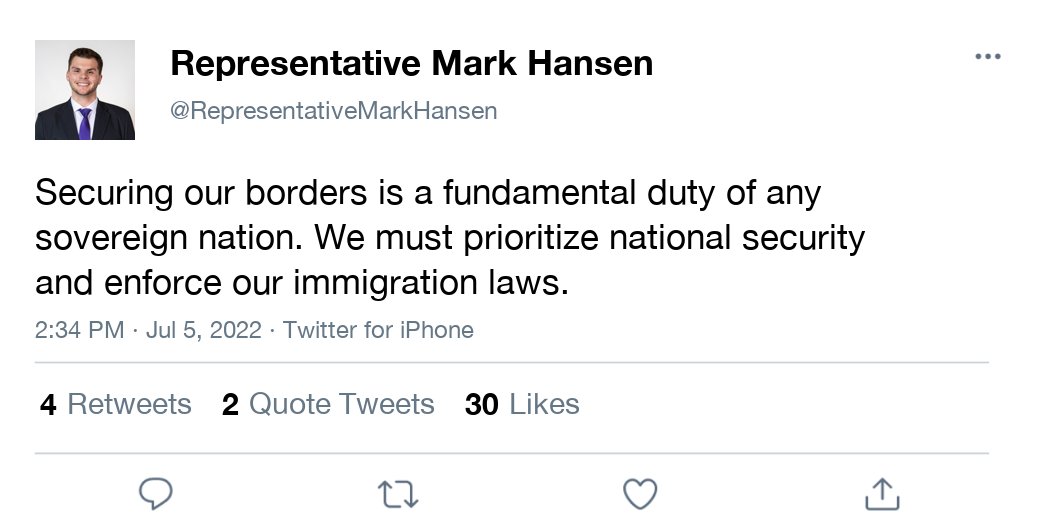 Representative Mark Hansen
@RepresentativeMarkHansen
Securing our borders is a fundamental duty of any
sovereign nation. We must prioritize national security
and enforce our immigration laws.
2:34 PM · Jul 5, 2022 · Twitter for iPhone
4 Retweets 2 Quote Tweets 30 Likes